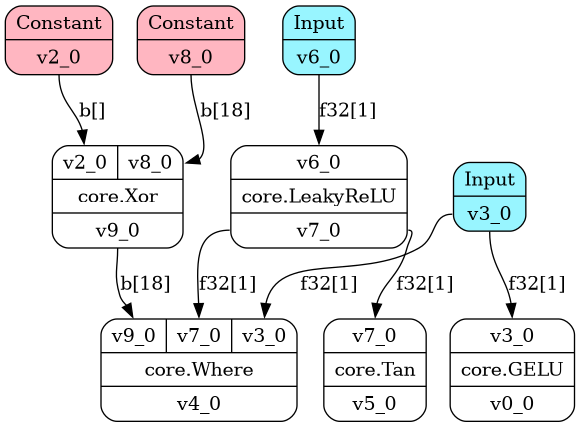 Constant
v2_0
Constant
v8_0
Input
v6_0
b[]
b[18]
f32[1]
v2_0 v8_0
core.Xor
v9_0
v6_0
core.LeakyReLU
v7_0
Input
v3_0
b[18]
f32[1]
f32[1]
f32[1]
f32[1]
v9_0 v7_0 v3_0
core.Where
v4_0
v7_0
core.Tan
v5_0
v3_0
core.GELU
v0_0